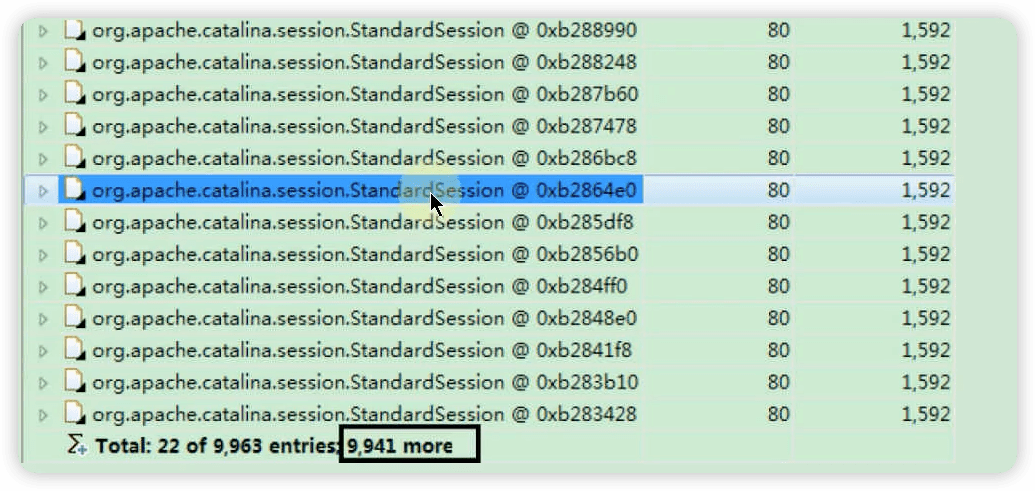 org.apache.catalina.session.StandardSession @ 0xb288990 80 1,592
org.apache.catalina.session.StandardSession @ 0xb288248 80 1,592
org.apache.catalina.session.StandardSession @ 0xb287b60 80 1,592
org.apache.catalina.session.StandardSession @ 0xb287478 80 1,592
org.apache.catalina.session.StandardSession @ 0xb286bc8 80 1,592
org.apache.catalina.session.StandardSession @ 0xb2864e0 80 1,592
org.apache.catalina.session.StandardSession @ 0xb285df8 80 1,592
org.apache.catalina.session.StandardSession @ 0xb2856b0 80 1,592
org.apache.catalina.session.StandardSession @ 0xb284ff0 80 1,592
org.apache.catalina.session.StandardSession @ 0xb2848e0 80 1,592
org.apache.catalina.session.StandardSession @ 0xb2841f8 80 1,592
org.apache.catalina.session.StandardSession @ 0xb283b10 80 1,592
org.apache.catalina.session.StandardSession @ 0xb283428 80 1,592
Total: 22 of 9,963 entries; 9,941 more